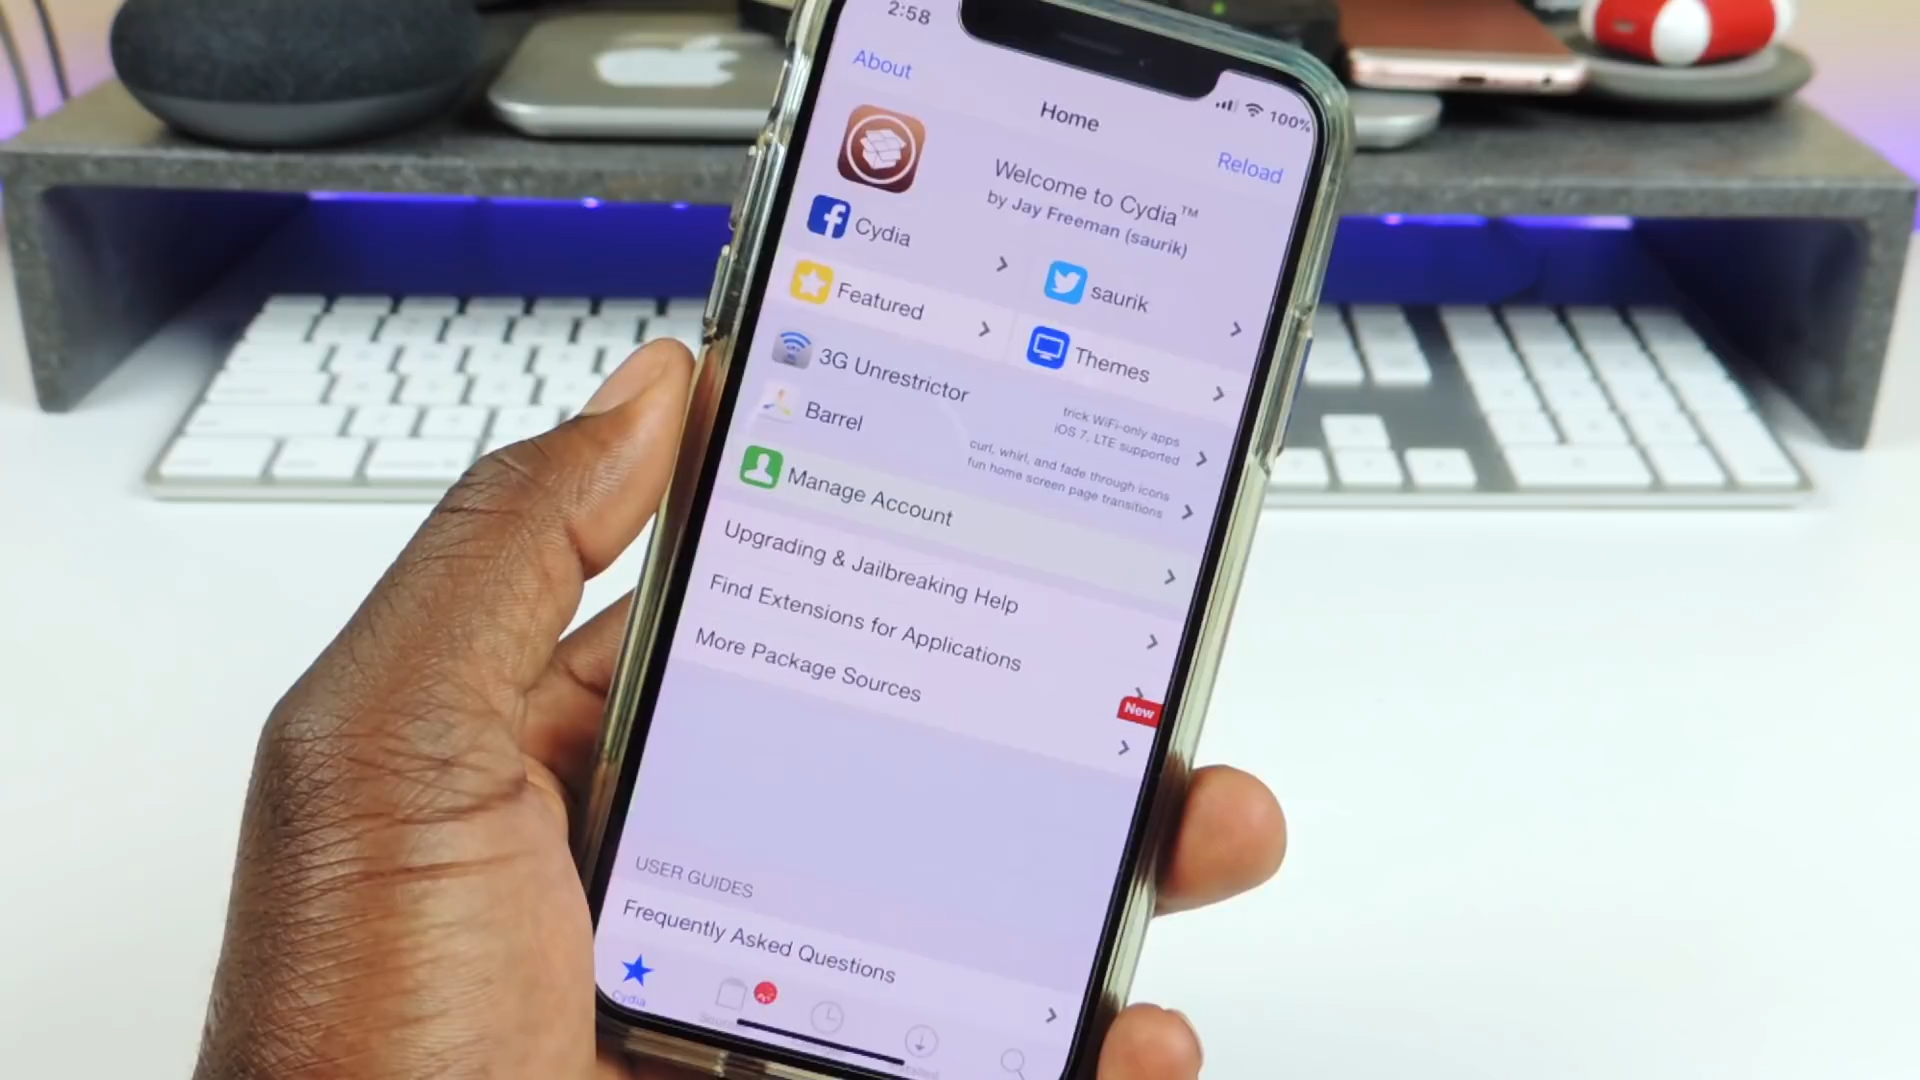 2:58
100%
About
Home
Reload
Welcome to Cydia™
by Jay Freeman (saurik)
Cydia
saurik
Featured
Themes
3G Unrestrictor
trick WiFi-only apps
iOS 7, LTE supported
Barrel
curl, whirl, and fade through icons
fun home screen page transitions
Manage Account
Upgrading & Jailbreaking Help
Find Extensions for Applications
More Package Sources
New
USER GUIDES
Frequently Asked Questions
Cydia